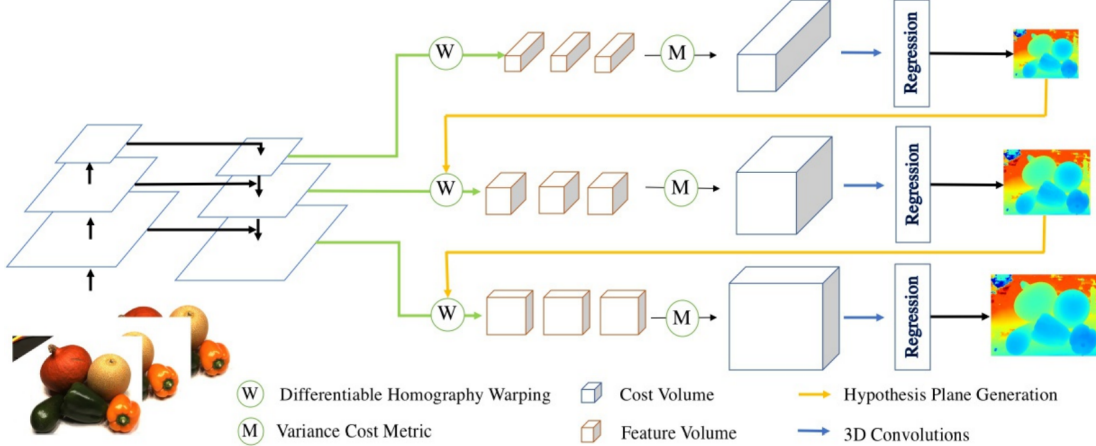 W
M
Regression
W
M
Regression
W
M
Regression
W Differentiable Homography Warping
Cost Volume
Hypothesis Plane Generation
M Variance Cost Metric
Feature Volume
3D Convolutions